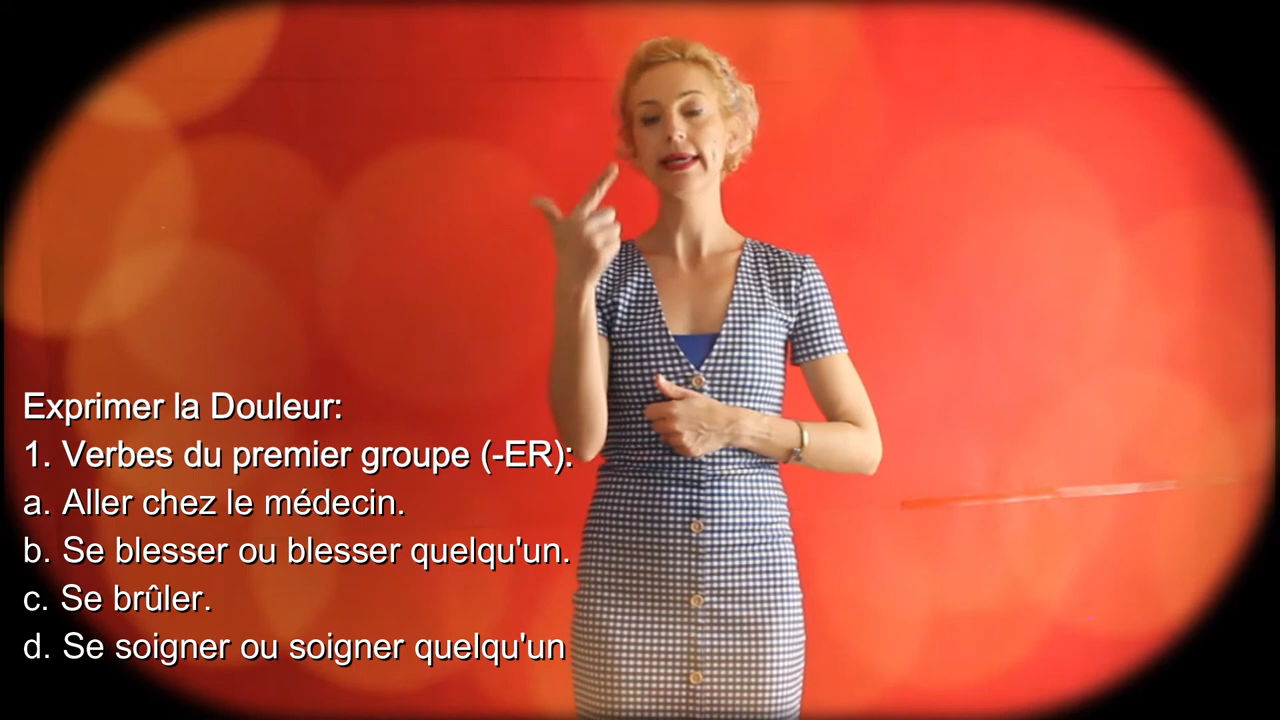 Exprimer la Douleur:
1. Verbes du premier groupe (-ER):
a. Aller chez le médecin.
b. Se blesser ou blesser quelqu'un.
c. Se brûler.
d. Se soigner ou soigner quelqu'un